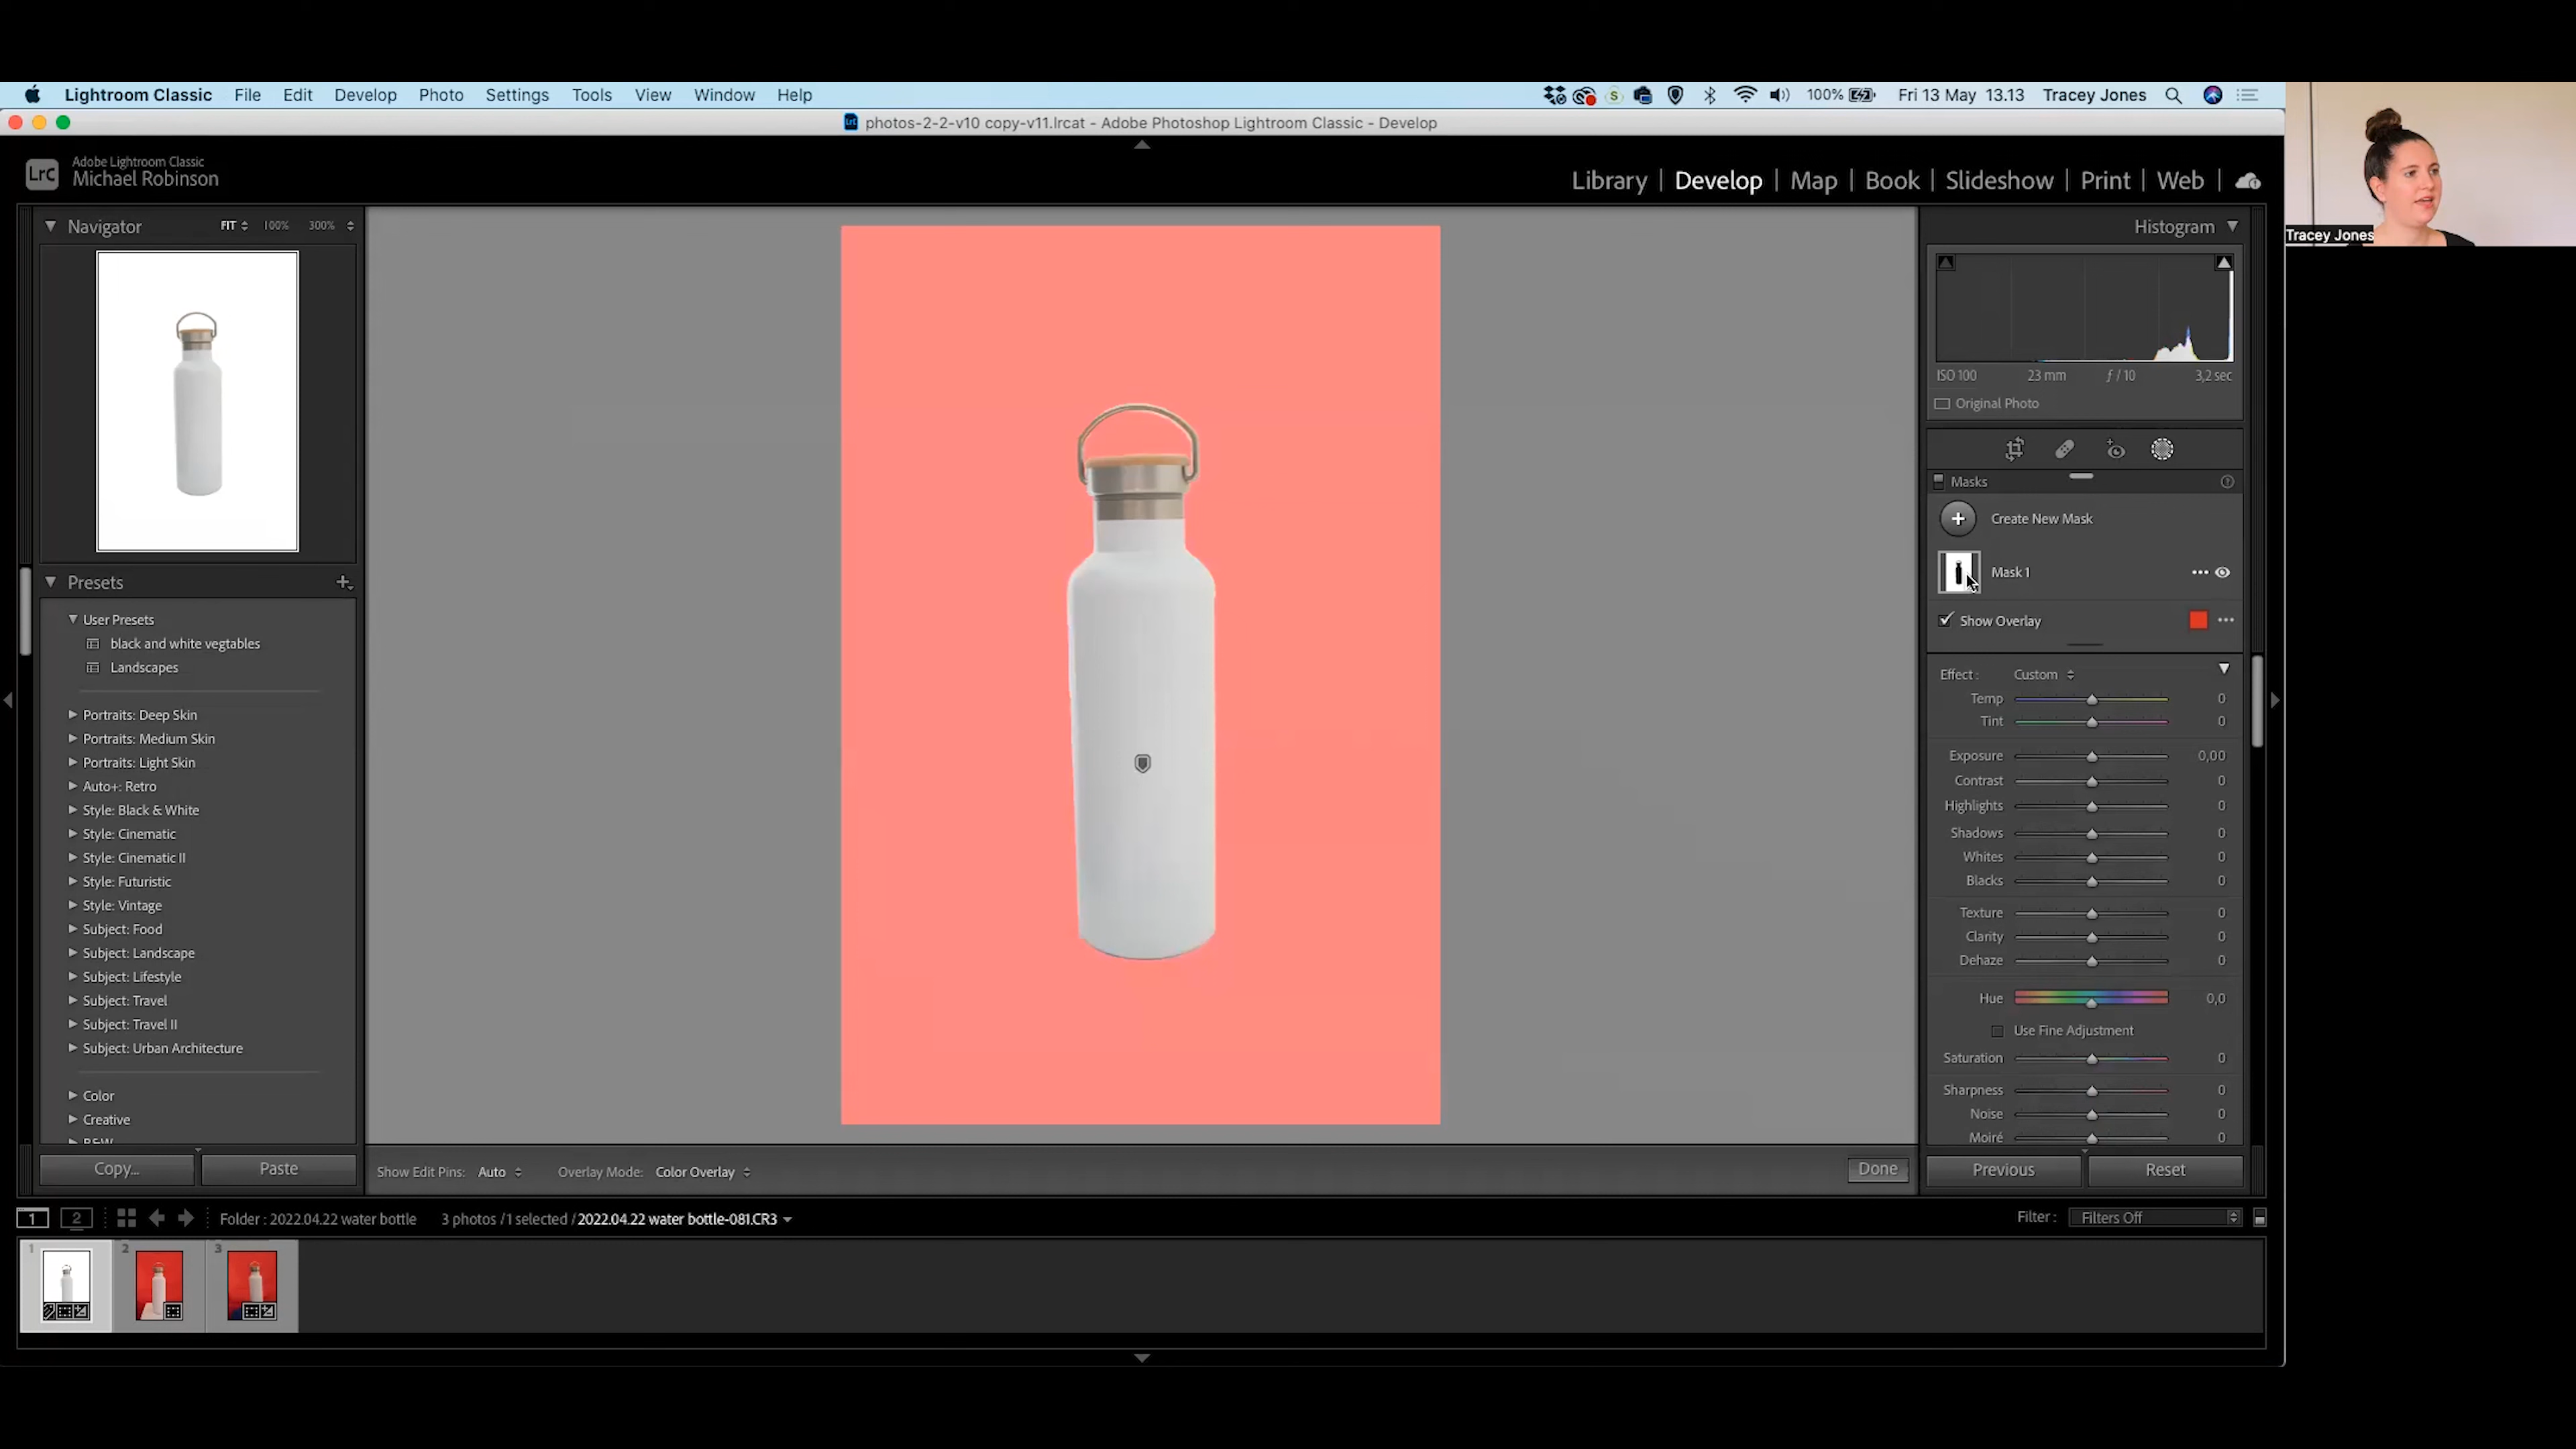 Lightroom Classic File Edit Develop Photo Settings Tools View Window Help
S 100% Fri 13 May 13.13 Tracey Jones
photos-2-2-v10 copy-v11.lrcat - Adobe Photoshop Lightroom Classic - Develop
LrC
Adobe Lightroom Classic
Michael Robinson
Library | Develop | Map | Book | Slideshow | Print | Web |
Tracey Jones
Navigator FIT 100% 300%
Histogram
ISO 100 23 mm ƒ / 10 3,2 sec
Original Photo
Masks
Create New Mask
Mask 1
Show Overlay
Presets
User Presets
black and white vegtables
Landscapes
Portraits: Deep Skin
Portraits: Medium Skin
Portraits: Light Skin
Auto+: Retro
Style: Black & White
Style: Cinematic
Style: Cinematic II
Style: Futuristic
Style: Vintage
Subject: Food
Subject: Landscape
Subject: Lifestyle
Subject: Travel
Subject: Travel II
Subject: Urban Architecture
Color
Creative
B&W
Effect : Custom
Temp 0
Tint 0
Exposure 0,00
Contrast 0
Highlights 0
Shadows 0
Whites 0
Blacks 0
Texture 0
Clarity 0
Dehaze 0
Hue 0,0
Use Fine Adjustment
Saturation 0
Sharpness 0
Noise 0
Moiré 0
Copy... Paste
Show Edit Pins: Auto Overlay Mode: Color Overlay
Done
Previous Reset
1 2 Folder : 2022.04.22 water bottle 3 photos / 1 selected / 2022.04.22 water bottle-081.CR3
Filter : Filters Off
1 2 3